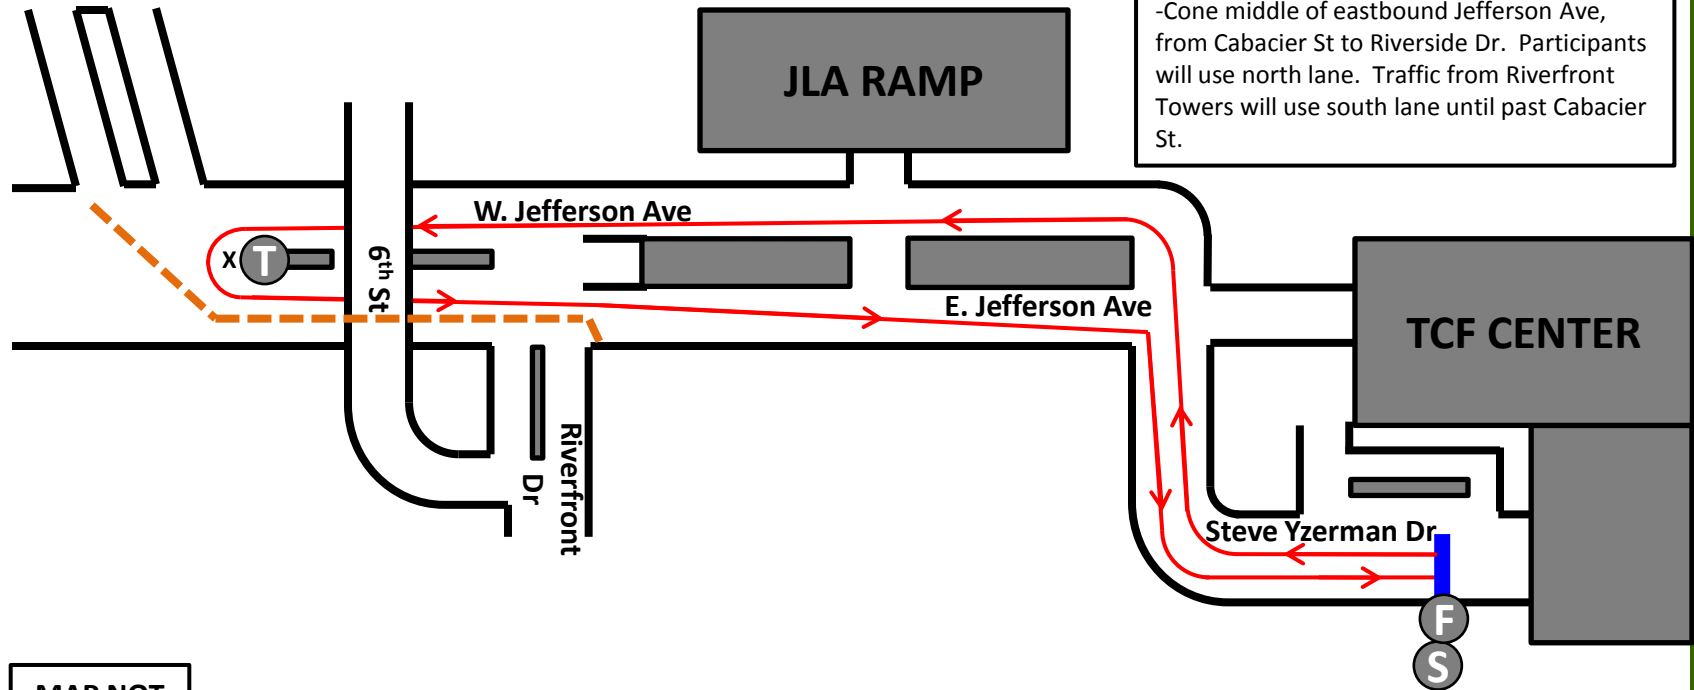 -Cone middle of eastbound Jefferson Ave,
from Cabacier St to Riverside Dr. Participants
will use north lane. Traffic from Riverfront
Towers will use south lane until past Cabacier
St.
JLA RAMP
W. Jefferson Ave
X
T
6th St
E. Jefferson Ave
TCF CENTER
Riverfront
Dr
Steve Yzerman Dr
F
S
MAP NOT